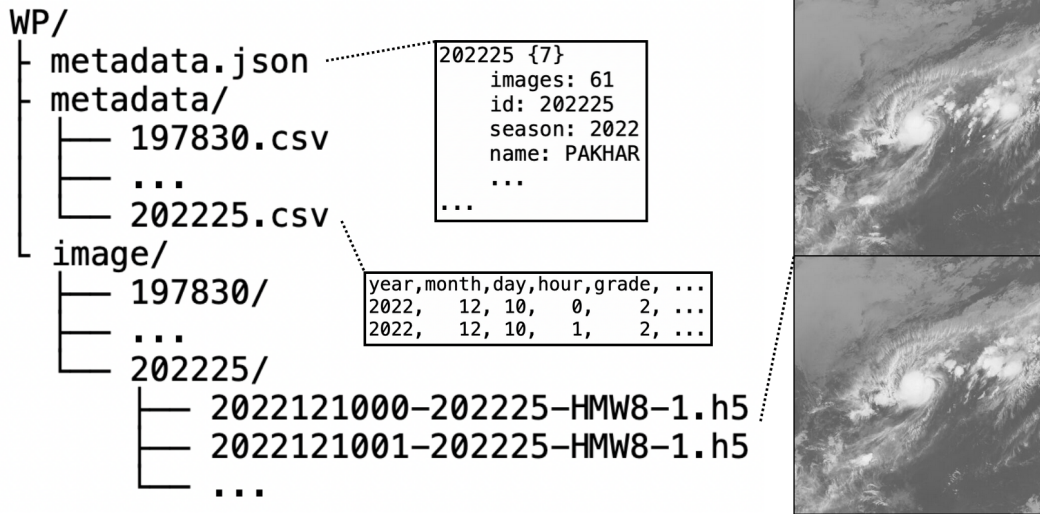 WP/
metadata.json
metadata/
197830.csv
...
202225.csv
image/
197830/
...
202225/
2022121000-202225-HMW8-1.h5
2022121001-202225-HMW8-1.h5
...
202225 {7}
images: 61
id: 202225
season: 2022
name: PAKHAR
...
...
year,month,day,hour,grade, ...
2022, 12, 10, 0, 2, ...
2022, 12, 10, 1, 2, ...